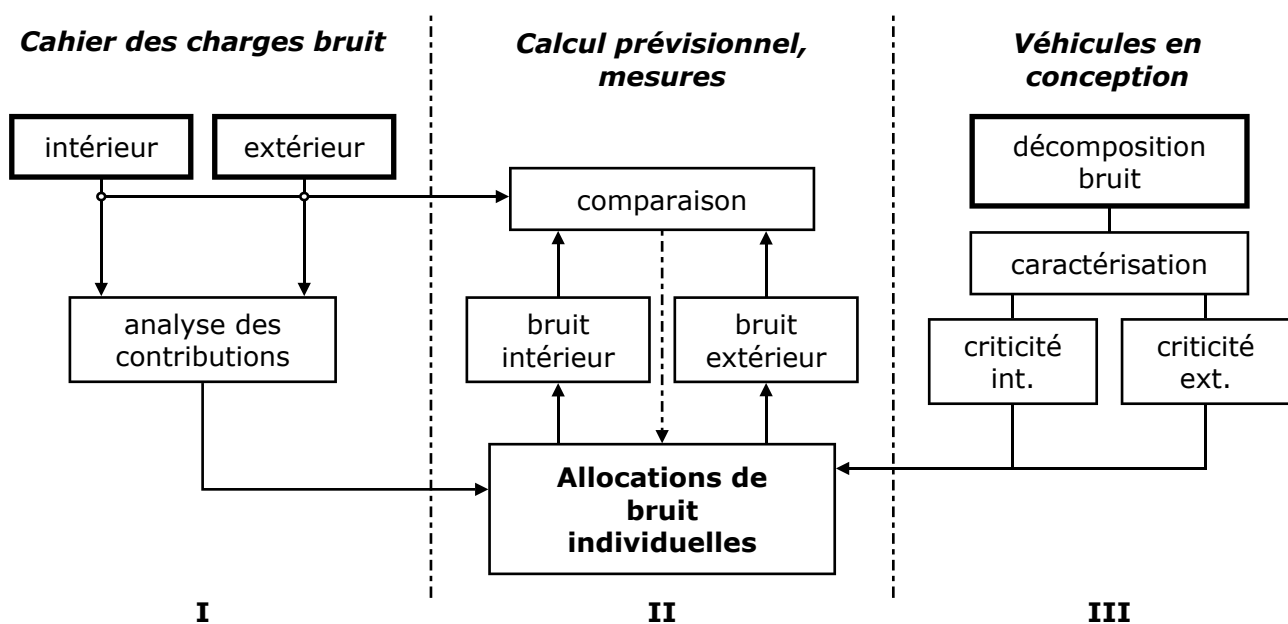 Cahier des charges bruit
intérieur
extérieur
analyse des
contributions
I
Calcul prévisionnel,
mesures
comparaison
bruit
intérieur
bruit
extérieur
Allocations de
bruit
individuelles
II
Véhicules en
conception
décomposition
bruit
caractérisation
criticité
int.
criticité
ext.
III